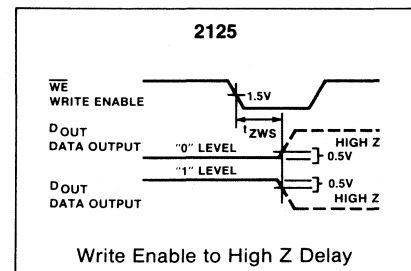 2125
WE
WRITE ENABLE
1.5V
tZWS
DOUT
DATA OUTPUT
"0" LEVEL
HIGH Z
0.5V
"1" LEVEL
DOUT
DATA OUTPUT
0.5V
HIGH Z
Write Enable to High Z Delay